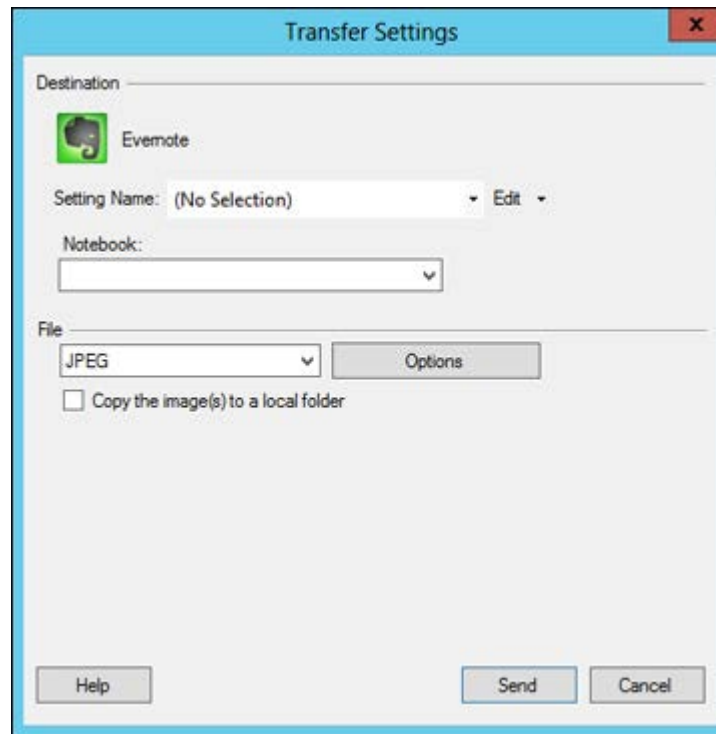 Transfer Settings
x
Destination
Evernote
Setting Name: (No Selection) Edit
Notebook:
File
JPEG Options
Copy the image(s) to a local folder
Help Send Cancel